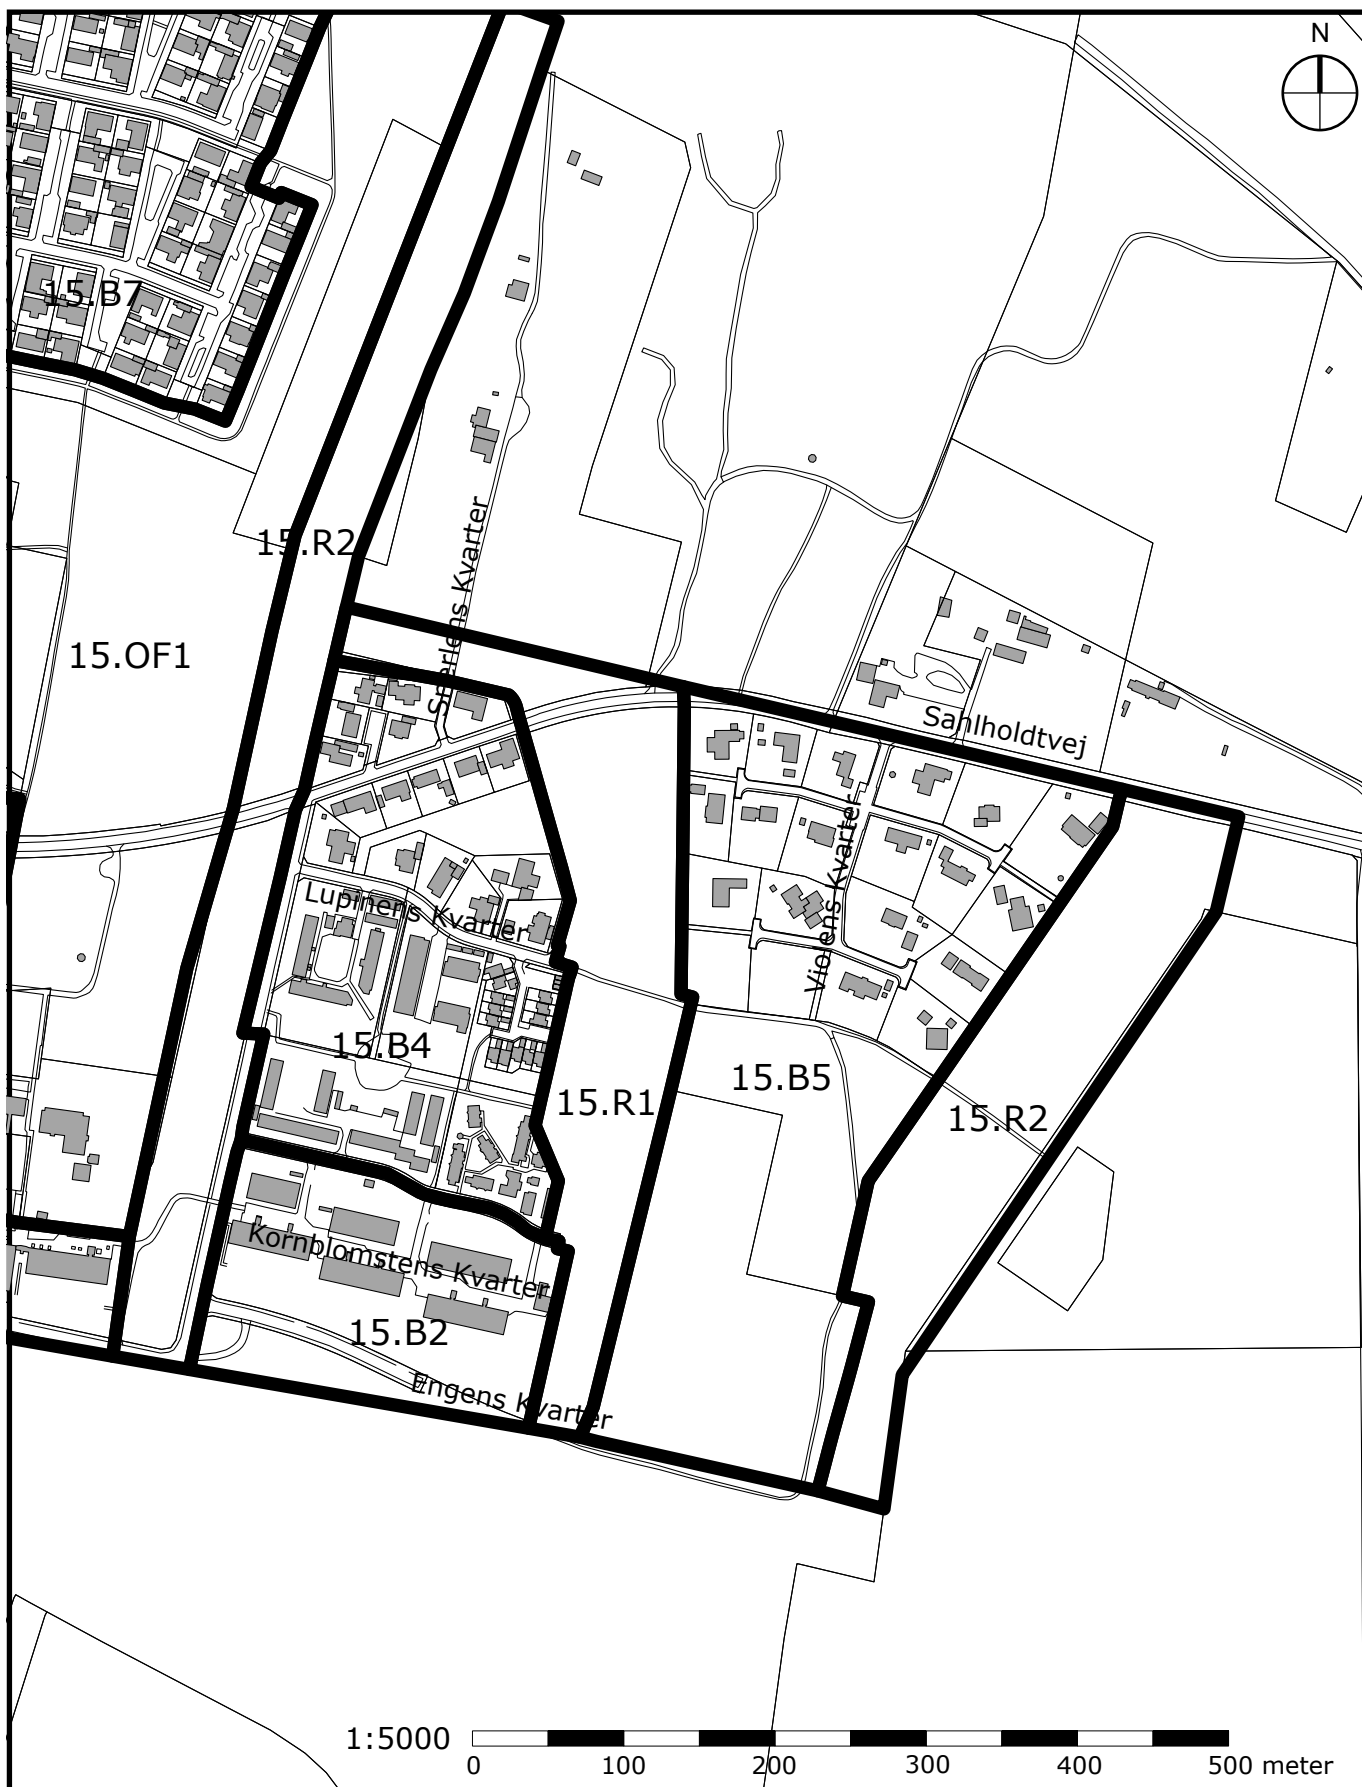 N
15.B7
15.R2
Snerlens Kvarter
15.OF1
Sahlholdtvej
Violens Kvarter
Lupinens Kvarter
15.B4
15.B5
15.R1
15.R2
Kornblomstens Kvarter
15.B2
Engens Kvarter
1:5000
0 100 200 300 400 500 meter